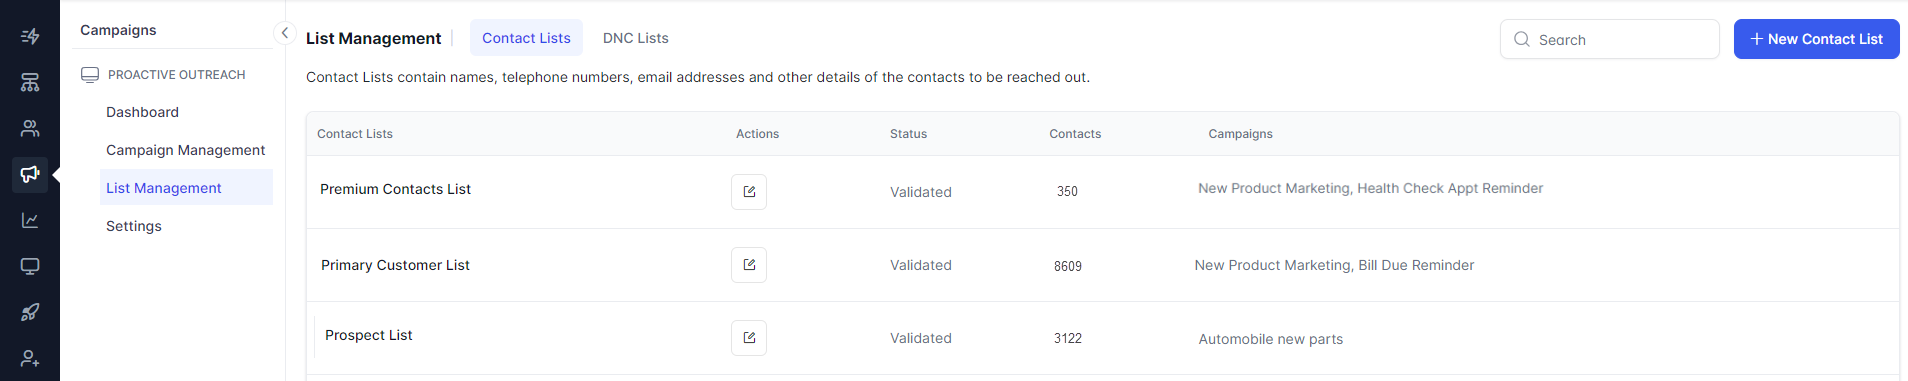 Campaigns
PROACTIVE OUTREACH
Dashboard
Campaign Management
List Management
Settings
List Management Contact Lists DNC Lists Search + New Contact List
Contact Lists contain names, telephone numbers, email addresses and other details of the contacts to be reached out.
Contact Lists Actions Status Contacts Campaigns
Premium Contacts List Validated 350 New Product Marketing, Health Check Appt Reminder
Primary Customer List Validated 8609 New Product Marketing, Bill Due Reminder
Prospect List Validated 3122 Automobile new parts